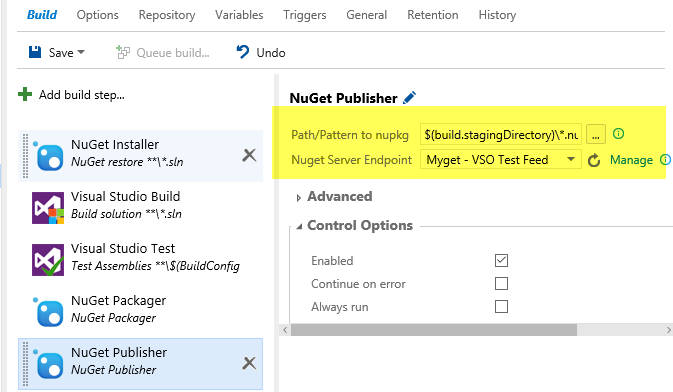 Build Options Repository Variables Triggers General Retention History
Save Queue build... Undo
Add build step...
NuGet Installer
NuGet restore **\*.sln
Visual Studio Build
Build solution **\*.sln
Visual Studio Test
Test Assemblies **\$(BuildConfig
NuGet Packager
NuGet Packager
NuGet Publisher
NuGet Publisher
NuGet Publisher
Path/Pattern to nupkg $(build.stagingDirectory)\*.nu ...
Nuget Server Endpoint Myget - VSO Test Feed Manage
Advanced
Control Options
Enabled
Continue on error
Always run